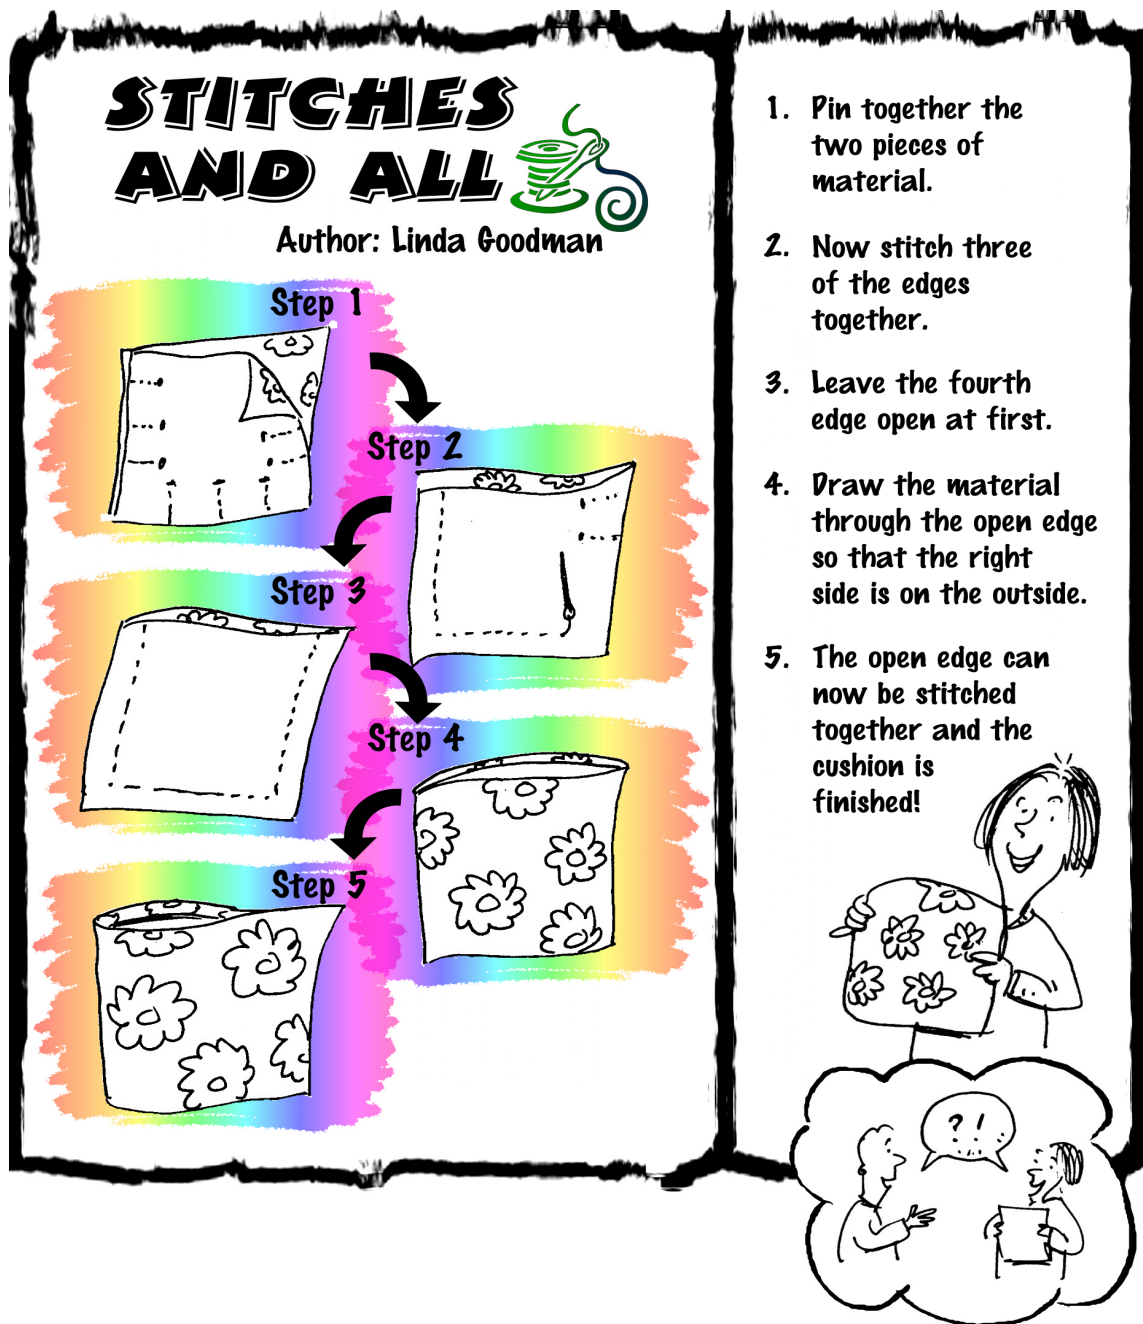 STITCHES
AND ALL
Author: Linda Goodman
Step 1
Step 2
Step 3
Step 4
Step 5
1. Pin together the
two pieces of
material.
2. Now stitch three
of the edges
together.
3. Leave the fourth
edge open at first.
4. Draw the material
through the open edge
so that the right
side is on the outside.
5. The open edge can
now be stitched
together and the
cushion is
finished!
? !